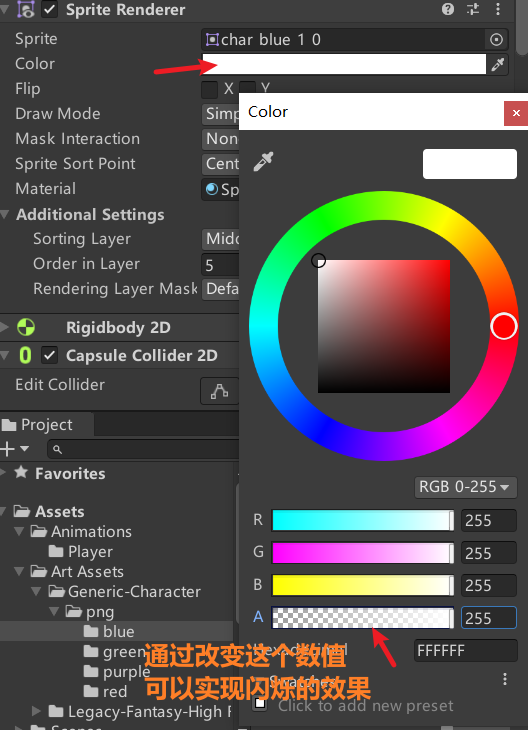 Sprite Renderer
Sprite
char blue 1 0
Color
Flip
X
Y
Draw Mode
Simp
Mask Interaction
Non
Sprite Sort Point
Cent
Material
Sp
Additional Settings
Sorting Layer
Midd
Order in Layer
5
Rendering Layer Mask
Defa
Rigidbody 2D
Capsule Collider 2D
Edit Collider
Project
Favorites
Assets
Animations
Player
Art Assets
Generic-Character
png
blue
green
purple
red
Legacy-Fantasy-High F
Color
RGB 0-255
R
255
G
255
B
255
A
255
Hexadecimal
FFFFFF
Swatches
Click to add new preset
通过改变这个数值
可以实现闪烁的效果